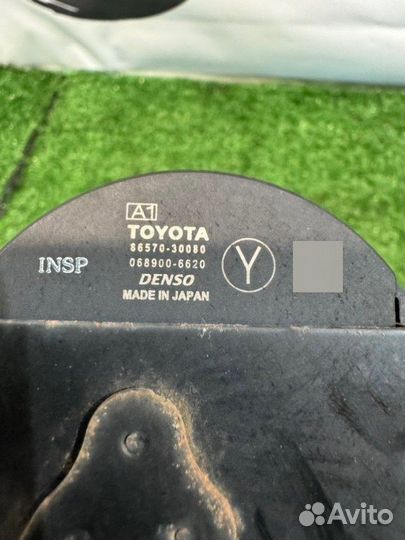 A1
TOYOTA
86570-30080
INSP
068900-6620
Y
DENSO
MADE IN JAPAN
Avito